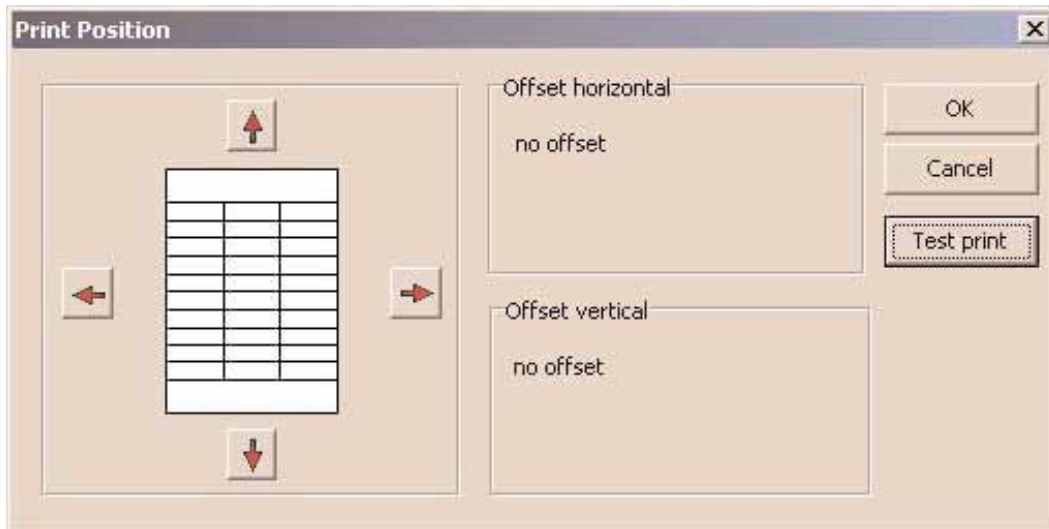 Print Position
Offset horizontal
no offset
OK
Cancel
Test print
Offset vertical
no offset